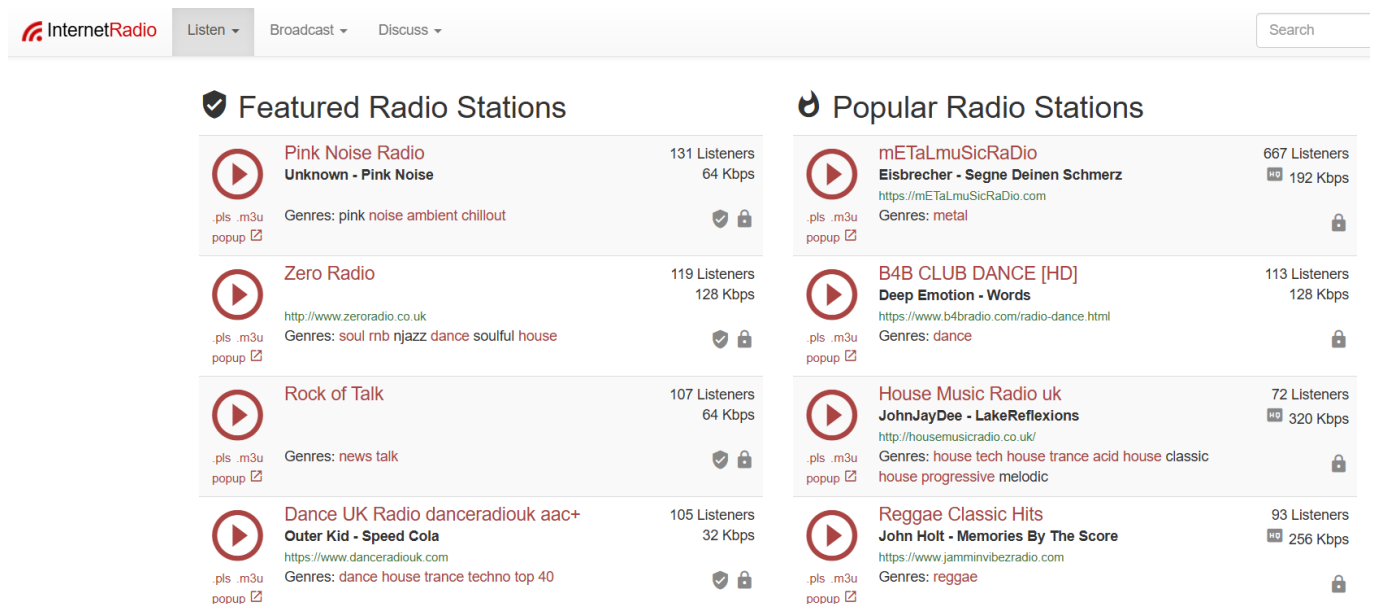 InternetRadio Listen Broadcast Discuss Search
Featured Radio Stations
Pink Noise Radio 131 Listeners
Unknown - Pink Noise 64 Kbps
.pls .m3u Genres: pink noise ambient chillout
popup
Zero Radio 119 Listeners
128 Kbps
http://www.zeroradio.co.uk
.pls .m3u Genres: soul rnb njazz dance soulful house
popup
Rock of Talk 107 Listeners
64 Kbps
.pls .m3u Genres: news talk
popup
Dance UK Radio danceradiouk aac+ 105 Listeners
Outer Kid - Speed Cola 32 Kbps
https://www.danceradiouk.com
.pls .m3u Genres: dance house trance techno top 40
popup
Popular Radio Stations
mETaLmuSicRaDio 667 Listeners
Eisbrecher - Segne Deinen Schmerz HQ 192 Kbps
https://mETaLmuSicRaDio.com
.pls .m3u Genres: metal
popup
B4B CLUB DANCE [HD] 113 Listeners
Deep Emotion - Words 128 Kbps
https://www.b4bradio.com/radio-dance.html
.pls .m3u Genres: dance
popup
House Music Radio uk 72 Listeners
JohnJayDee - LakeReflexions HQ 320 Kbps
http://housemusicradio.co.uk/
.pls .m3u Genres: house tech house trance acid house classic
popup house progressive melodic
Reggae Classic Hits 93 Listeners
John Holt - Memories By The Score HQ 256 Kbps
https://www.jamminvibezradio.com
.pls .m3u Genres: reggae
popup